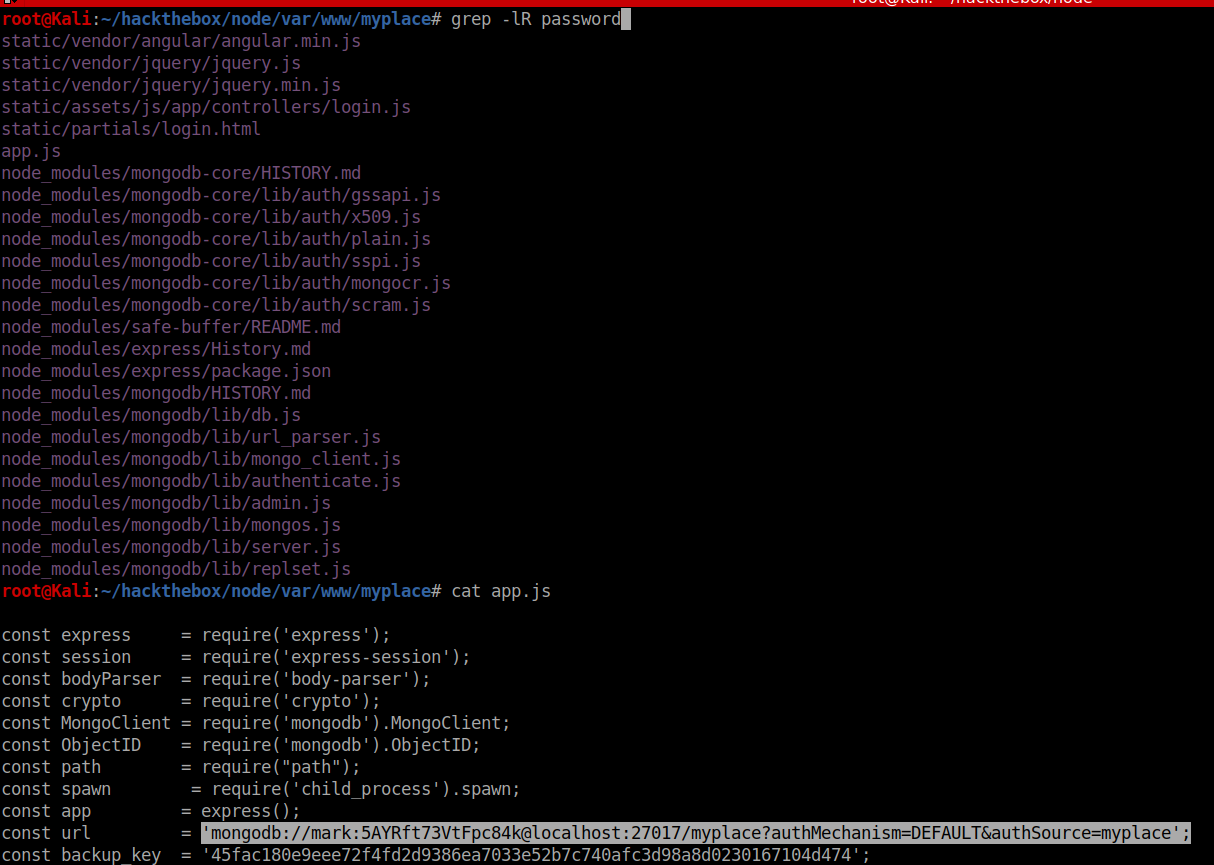 root@Kali: ~/hackthebox/node
root@Kali:~/hackthebox/node/var/www/myplace# grep -lR password
static/vendor/angular/angular.min.js
static/vendor/jquery/jquery.js
static/vendor/jquery/jquery.min.js
static/assets/js/app/controllers/login.js
static/partials/login.html
app.js
node_modules/mongodb-core/HISTORY.md
node_modules/mongodb-core/lib/auth/gssapi.js
node_modules/mongodb-core/lib/auth/x509.js
node_modules/mongodb-core/lib/auth/plain.js
node_modules/mongodb-core/lib/auth/sspi.js
node_modules/mongodb-core/lib/auth/mongocr.js
node_modules/mongodb-core/lib/auth/scram.js
node_modules/safe-buffer/README.md
node_modules/express/History.md
node_modules/express/package.json
node_modules/mongodb/HISTORY.md
node_modules/mongodb/lib/db.js
node_modules/mongodb/lib/url_parser.js
node_modules/mongodb/lib/mongo_client.js
node_modules/mongodb/lib/authenticate.js
node_modules/mongodb/lib/admin.js
node_modules/mongodb/lib/mongos.js
node_modules/mongodb/lib/server.js
node_modules/mongodb/lib/replset.js
root@Kali:~/hackthebox/node/var/www/myplace# cat app.js
const express     = require('express');
const session     = require('express-session');
const bodyParser  = require('body-parser');
const crypto      = require('crypto');
const MongoClient = require('mongodb').MongoClient;
const ObjectID    = require('mongodb').ObjectID;
const path        = require("path");
const spawn        = require('child_process').spawn;
const app         = express();
const url         = 'mongodb://mark:5AYRft73VtFpc84k@localhost:27017/myplace?authMechanism=DEFAULT&authSource=myplace';
const backup_key  = '45fac180e9eee72f4fd2d9386ea7033e52b7c740afc3d98a8d0230167104d474';